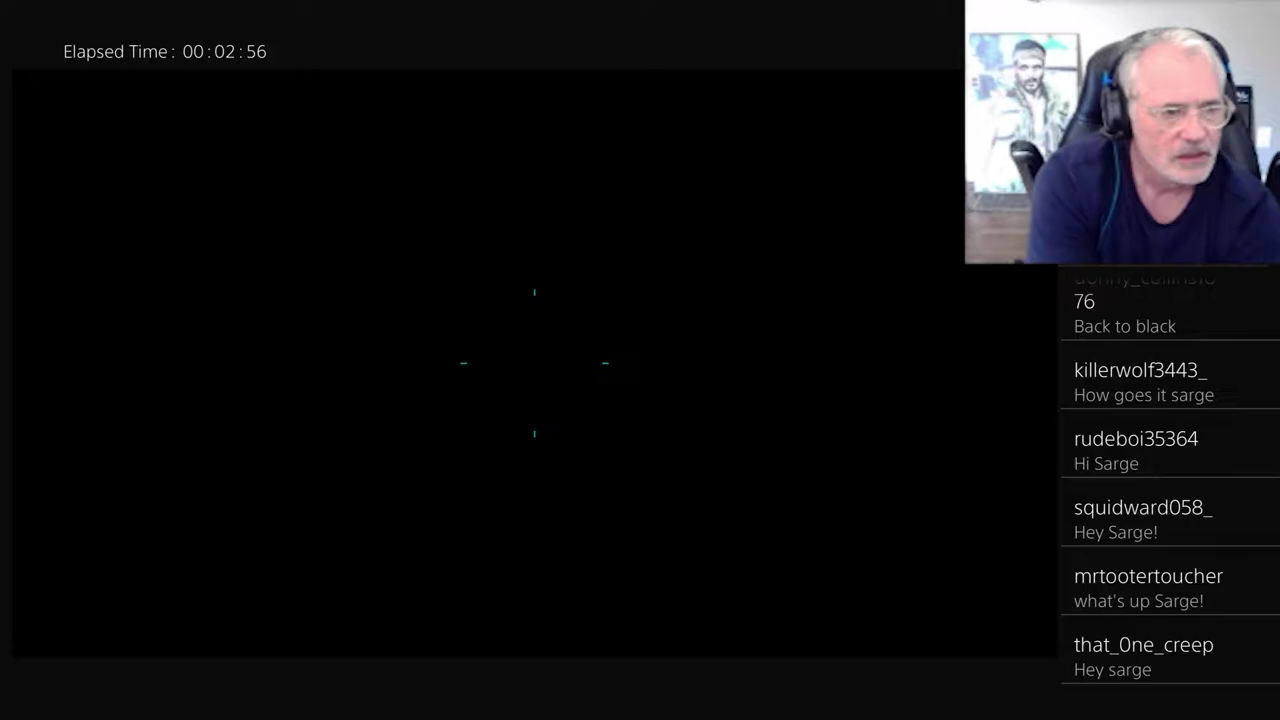 Elapsed Time: 00:02:56
76
Back to black
killerwolf3443_
How goes it sarge
rudeboi35364
Hi Sarge
squidward058_
Hey Sarge!
mrtootertoucher
what's up Sarge!
that_0ne_creep
Hey sarge